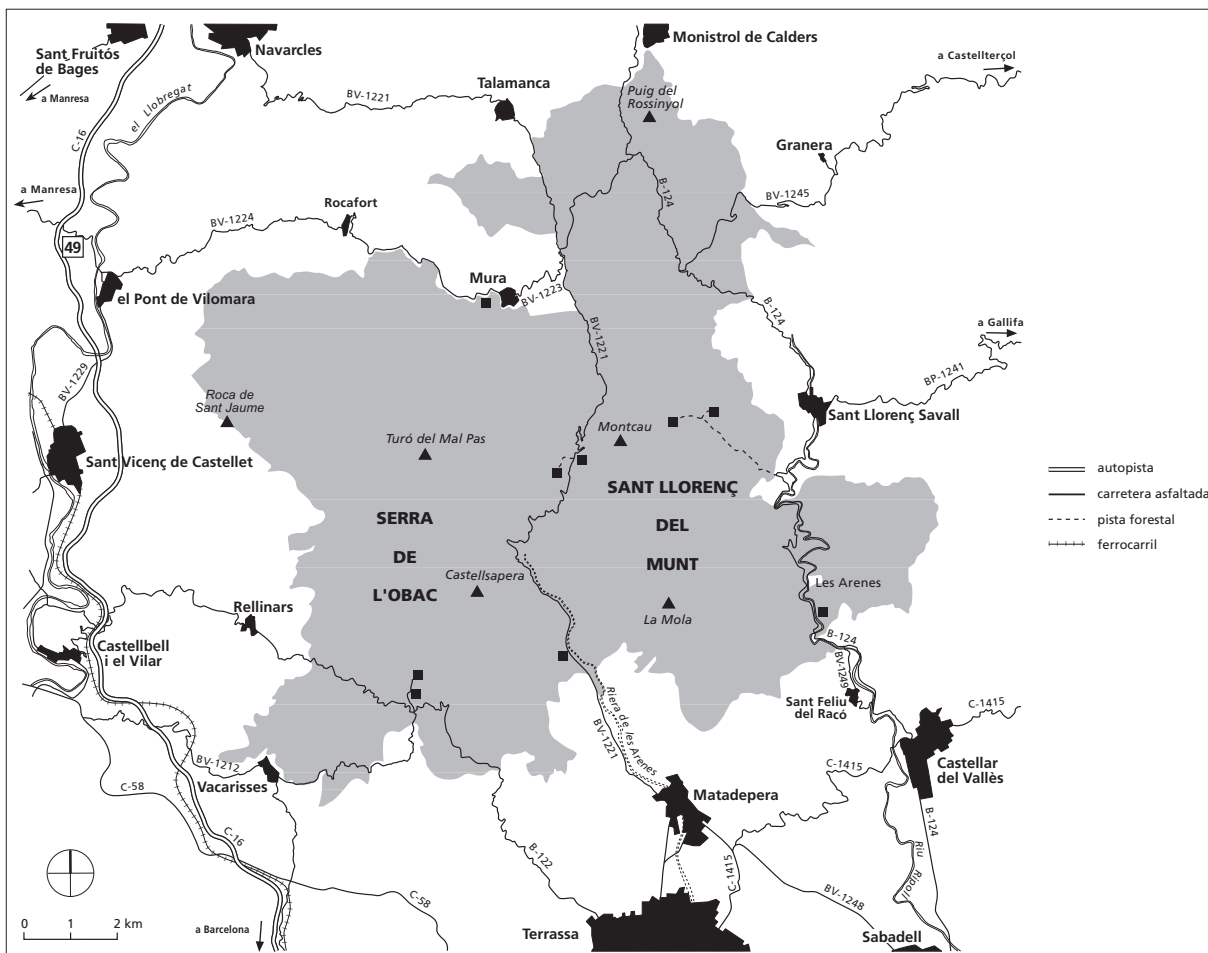 Sant Fruitós
de Bages
Navarcles
Monistrol de Calders
a Castellterçol
a Manresa
el Llobregat
BV-1221
Talamanca
Puig del
Rossinyol
C-16
Granera
a Manresa
B-124
BV-1245
Rocafort
BV-1224
49
Mura
el Pont de Vilomara
BV-1223
B-124
BV-1221
a Gallifa
BV-1229
BP-1241
Roca de
Sant Jaume
Sant Llorenç Savall
Montcau
Turó del Mal Pas
Sant Vicenç de Castellet
autopista
SANT LLORENÇ
carretera asfaltada
SERRA
DEL
pista forestal
DE
ferrocarril
MUNT
Castellsapera
Les Arenes
L'OBAC
Rellinars
La Mola
B-124
Castellbell
i el Vilar
BV-1249
Riera de les Arenes
Sant Feliu
del Racó
C-1415
BV-1221
BV-1212
C-1415
Castellar
del Vallès
Vacarisses
C-58
Matadepera
B-124
C-16
B-122
Riu Ripoll
C-1415
BV-1248
C-58
0 1 2 km
a Barcelona
Terrassa
Sabadell